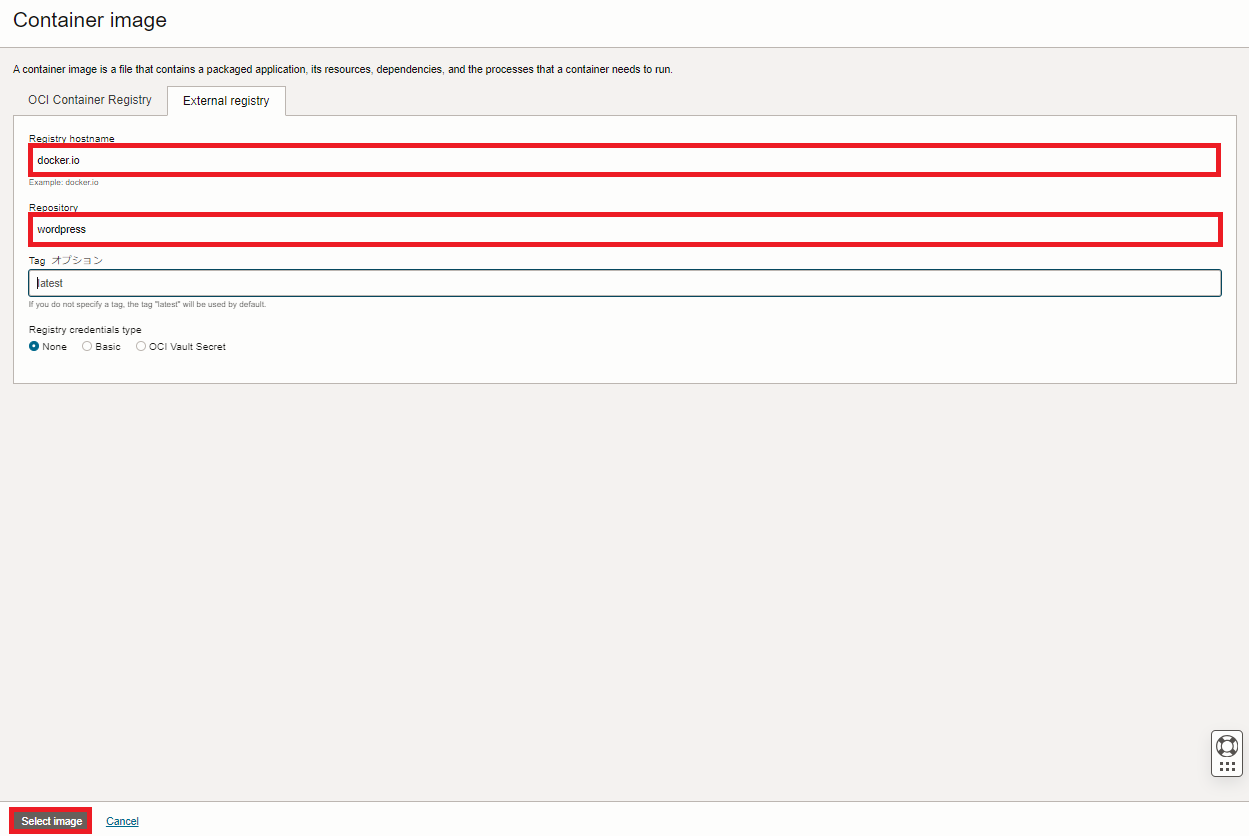 Container image
A container image is a file that contains a packaged application, its resources, dependencies, and the processes that a container needs to run.
OCI Container Registry
External registry
Registry hostname
docker.io
Example: docker.io
Repository
wordpress
Tag オプション
latest
If you do not specify a tag, the tag "latest" will be used by default.
Registry credentials type
None Basic OCI Vault Secret
Select image Cancel